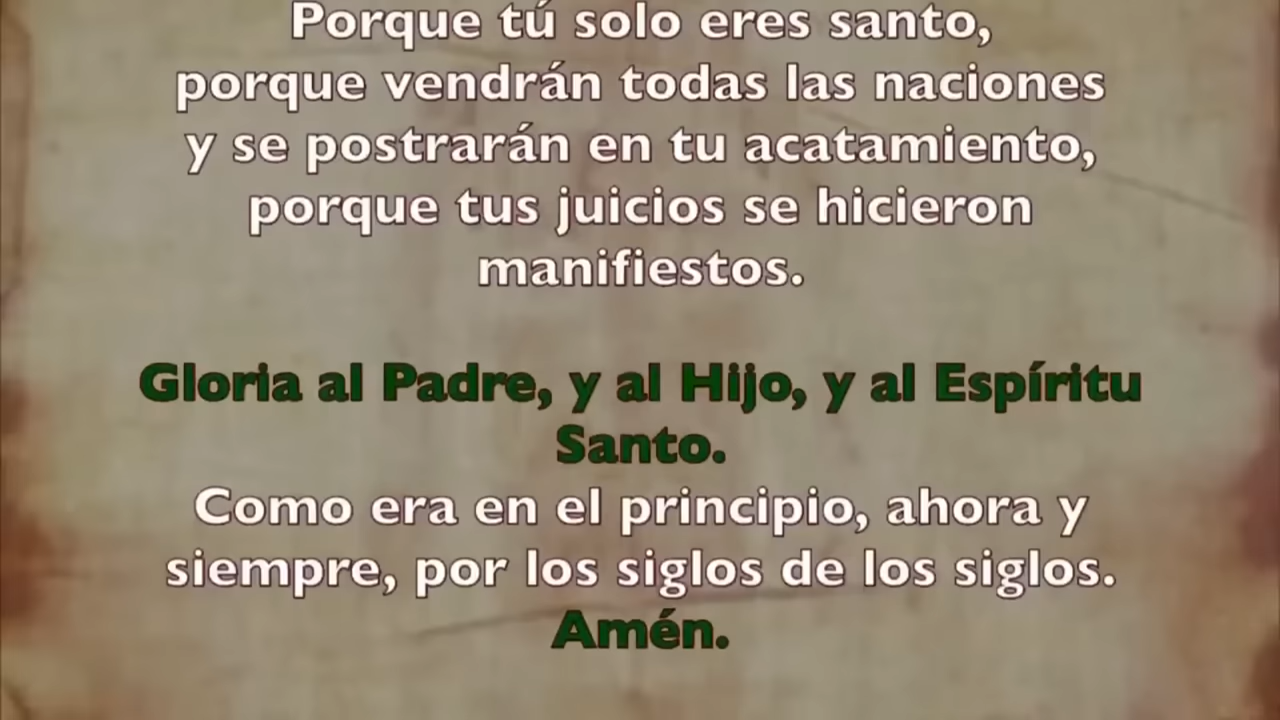 Porque tú solo eres santo,
porque vendrán todas las naciones
y se postrarán en tu acatamiento,
porque tus juicios se hicieron
manifiestos.
Gloria al Padre, y al Hijo, y al Espíritu
Santo.
Como era en el principio, ahora y
siempre, por los siglos de los siglos.
Amén.